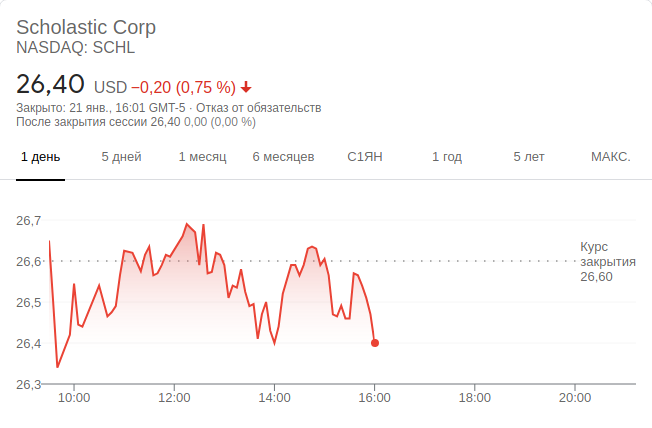 Scholastic Corp
NASDAQ: SCHL
26,40 USD −0,20 (0,75 %)
Закрыто: 21 янв., 16:01 GMT-5 · Отказ от обязательств
После закрытия сессии 26,40 0,00 (0,00 %)
1 день 5 дней 1 месяц 6 месяцев С1ЯН 1 год 5 лет МАКС.
26,7
26,6
26,5
26,4
26,3
Курс
закрытия
26,60
10:00 12:00 14:00 16:00 18:00 20:00